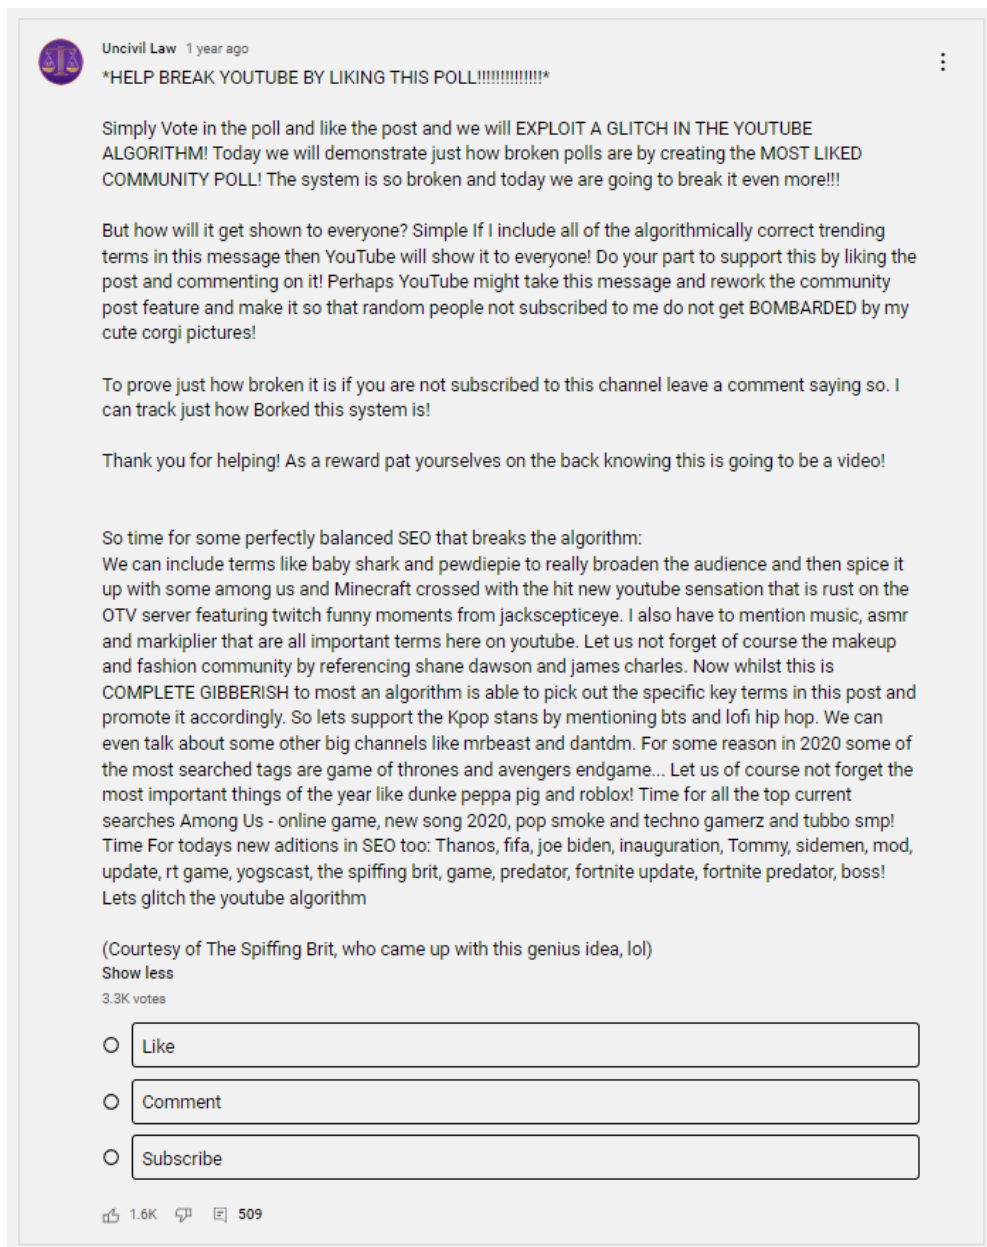 Uncivil Law 1 year ago
*HELP BREAK YOUTUBE BY LIKING THIS POLL!!!!!!!!!!!!!!!*
Simply Vote in the poll and like the post and we will EXPLOIT A GLITCH IN THE YOUTUBE
ALGORITHM! Today we will demonstrate just how broken polls are by creating the MOST LIKED
COMMUNITY POLL! The system is so broken and today we are going to break it even more!!!
But how will it get shown to everyone? Simple If I include all of the algorithmically correct trending
terms in this message then YouTube will show it to everyone! Do your part to support this by liking the
post and commenting on it! Perhaps YouTube might take this message and rework the community
post feature and make it so that random people not subscribed to me do not get BOMBARDED by my
cute corgi pictures!
To prove just how broken it is if you are not subscribed to this channel leave a comment saying so. I
can track just how Borked this system is!
Thank you for helping! As a reward pat yourselves on the back knowing this is going to be a video!
So time for some perfectly balanced SEO that breaks the algorithm:
We can include terms like baby shark and pewdiepie to really broaden the audience and then spice it
up with some among us and Minecraft crossed with the hit new youtube sensation that is rust on the
OTV server featuring twitch funny moments from jackscepticeye. I also have to mention music, asmr
and markiplier that are all important terms here on youtube. Let us not forget of course the makeup
and fashion community by referencing shane dawson and james charles. Now whilst this is
COMPLETE GIBBERISH to most an algorithm is able to pick out the specific key terms in this post and
promote it accordingly. So lets support the Kpop stans by mentioning bts and lofi hip hop. We can
even talk about some other big channels like mrbeast and dantdm. For some reason in 2020 some of
the most searched tags are game of thrones and avengers endgame... Let us of course not forget the
most important things of the year like dunke peppa pig and roblox! Time for all the top current
searches Among Us - online game, new song 2020, pop smoke and techno gamerz and tubbo smp!
Time For todays new aditions in SEO too: Thanos, fifa, joe biden, inauguration, Tommy, sidemen, mod,
update, rt game, yogscast, the spiffing brit, game, predator, fortnite update, fortnite predator, boss!
Lets glitch the youtube algorithm
(Courtesy of The Spiffing Brit, who came up with this genius idea, lol)
Show less
3.3K votes
Like
Comment
Subscribe
1.6K 509